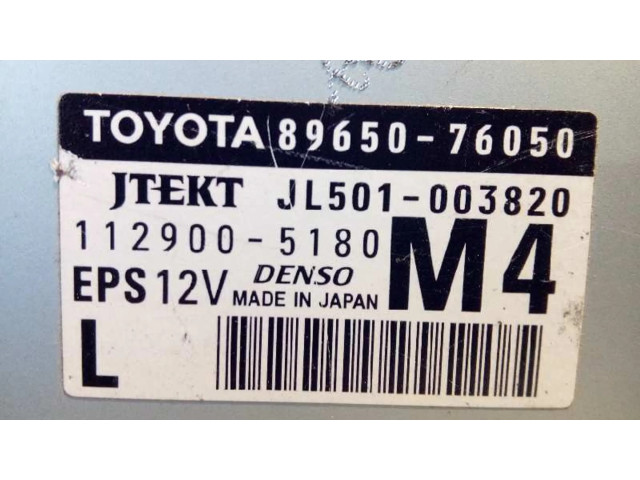 TOYOTA 89650-76050
JTEKT JL501-003820
112900-5180 M4
EPS 12V DENSO
MADE IN JAPAN
L